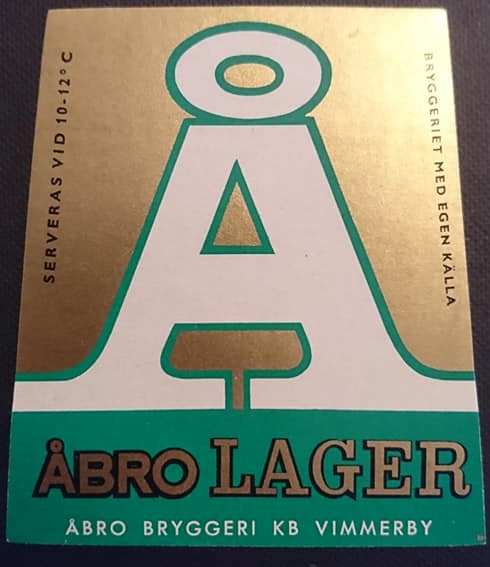 SERVERAS VID 10-12° C
BRYGGERIET MED EGEN KÄLLA
Å
ÅBRO LAGER
ÅBRO BRYGGERI KB VIMMERBY